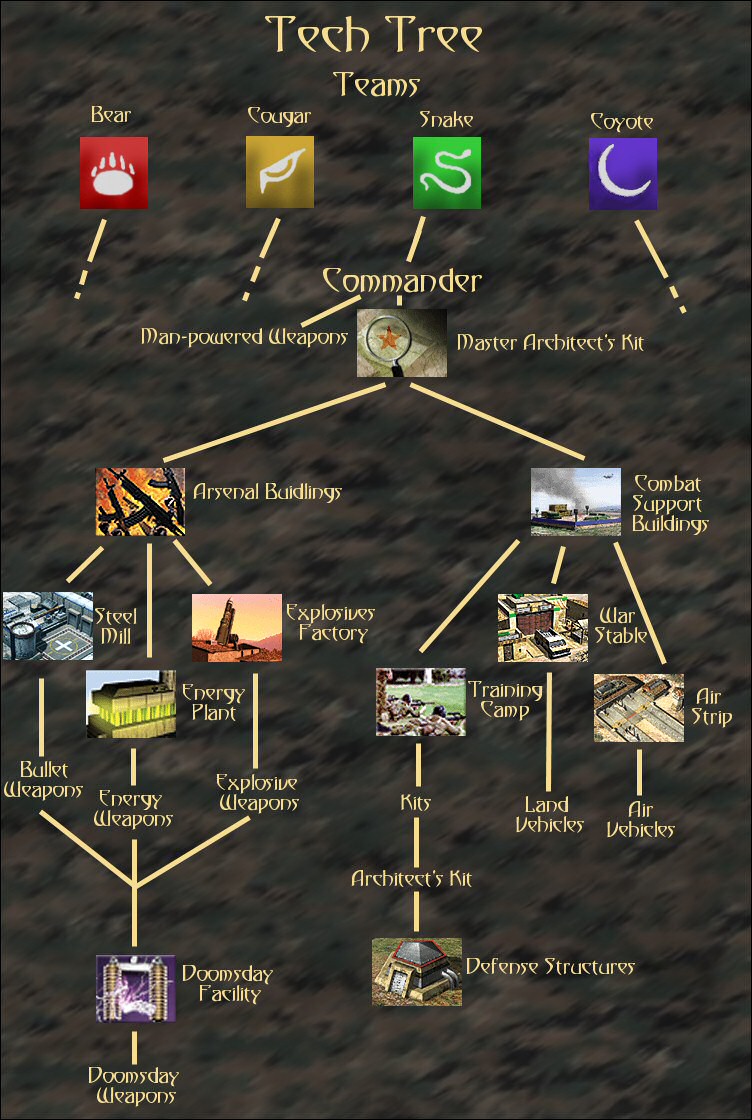 Tech Tree
Teams
Bear
Cougar
Snake
Coyote
Commander
Man-powered Weapons
Master Architect's Kit
Arsenal Buidlings
Combat
Support
Buildings
Steel
Mill
Explosives
Factory
War
Stable
Energy
Plant
Training
Camp
Air
Strip
Bullet
Weapons
Energy
Weapons
Explosive
Weapons
Kits
Land
Vehicles
Air
Vehicles
Architect's Kit
Doomsday
Facility
Defense Structures
Doomsday
Weapons